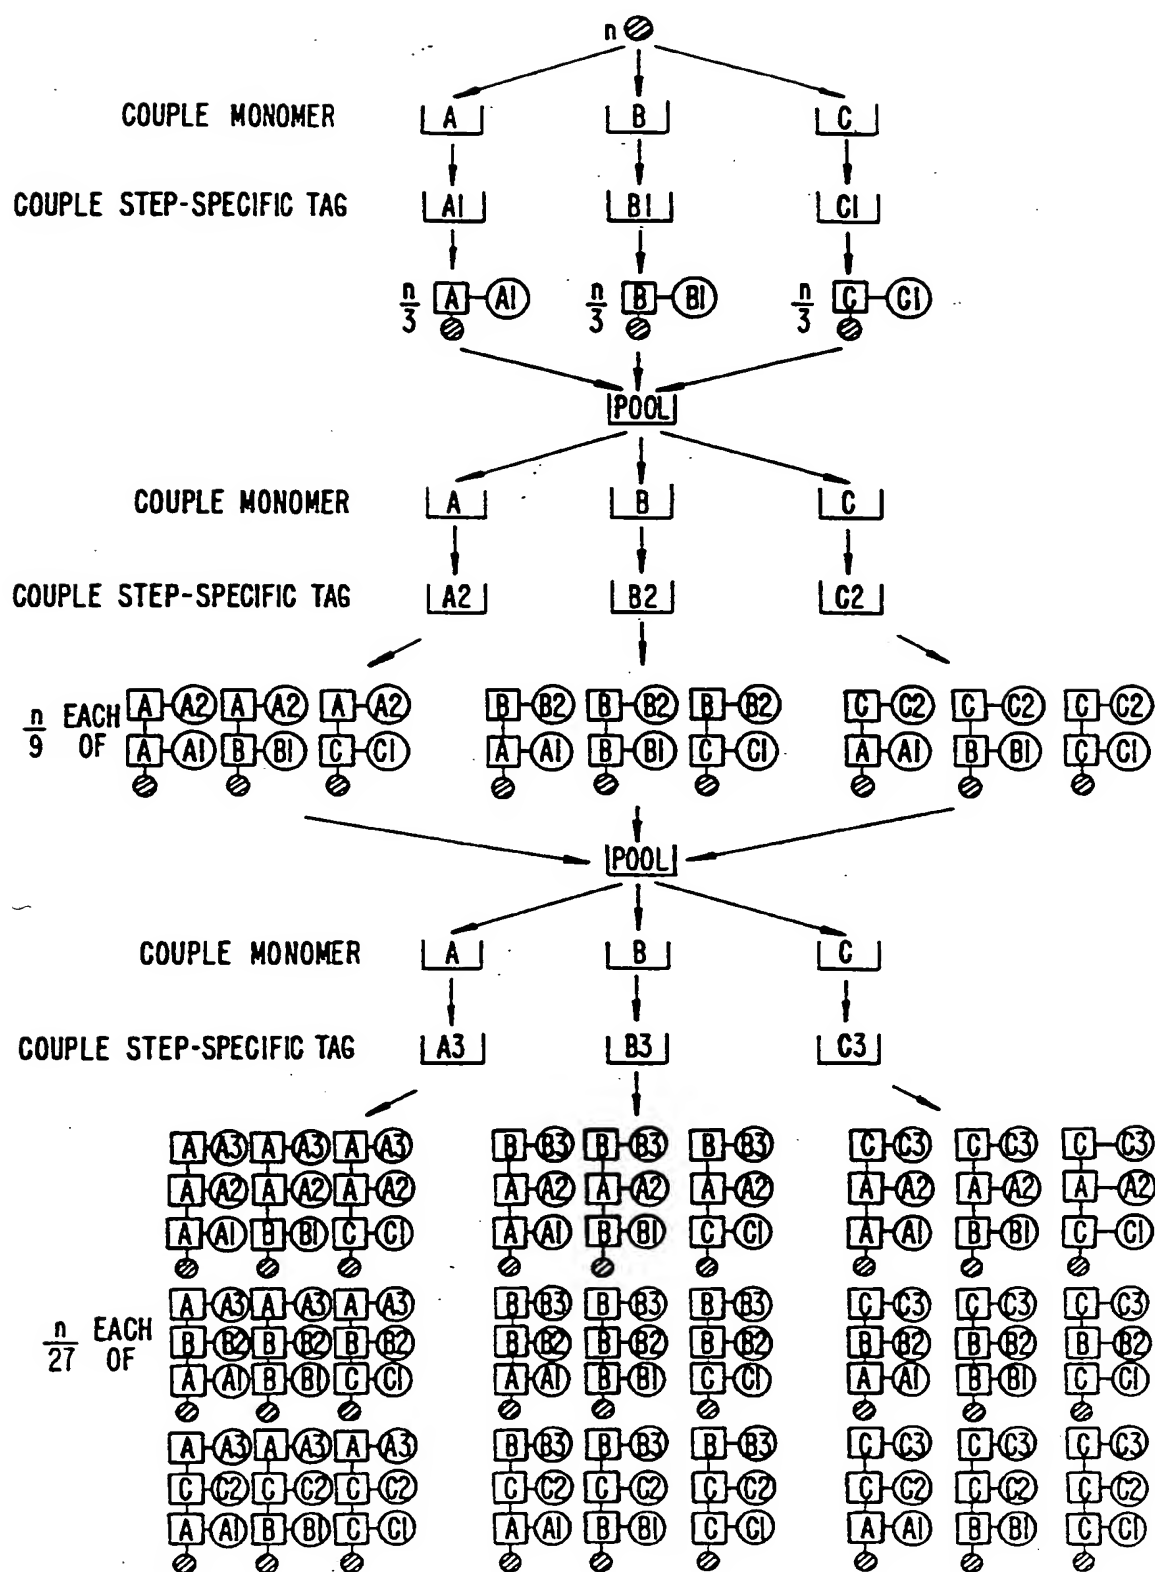 n
COUPLE MONOMER A B C
COUPLE STEP-SPECIFIC TAG A1 B1 C1
n/3 A A1 n/3 B B1 n/3 C C1
POOL
COUPLE MONOMER A B C
COUPLE STEP-SPECIFIC TAG A2 B2 C2
n/9 EACH OF
A A2 A A2 A A2 B B2 B B2 B B2 C C2 C C2 C C2
A A1 B B1 C C1 A A1 B B1 C C1 A A1 B B1 C C1
POOL
COUPLE MONOMER A B C
COUPLE STEP-SPECIFIC TAG A3 B3 C3
A A3 A A3 A A3 B B3 B B3 B B3 C C3 C C3 C C3
A A2 A A2 A A2 A A2 A A2 A A2 A A2 A A2 A A2
A A1 B B1 C C1 A A1 B B1 C C1 A A1 B B1 C C1
n/27 EACH OF
A A3 A A3 A A3 B B3 B B3 B B3 C C3 C C3 C C3
B B2 B B2 B B2 B B2 B B2 B B2 B B2 B B2 B B2
A A1 B B1 C C1 A A1 B B1 C C1 A A1 B B1 C C1
A A3 A A3 A A3 B B3 B B3 B B3 C C3 C C3 C C3
C C2 C C2 C C2 C C2 C C2 C C2 C C2 C C2 C C2
A A1 B B1 C C1 A A1 B B1 C C1 A A1 B B1 C C1